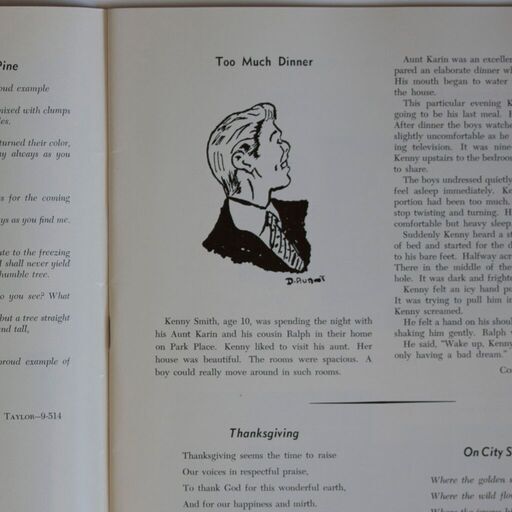 Pine
oud example
mixed with clumps
les.
turned their color,
ny always as you
s for the coming
ys as you find me.
ute to the freezing
I shall never yield
humble tree.
o you see? What
but a tree straight
nd tall,
proud example of
TAYLOR—9-514
Too Much Dinner
Kenny Smith, age 10, was spending the night with
his Aunt Karin and his cousin Ralph in their home
on Park Place. Kenny liked to visit his aunt. Her
house was beautiful. The rooms were spacious. A
boy could really move around in such rooms.
Aunt Karin was an excellen
pared an elaborate dinner wh
His mouth began to water
the house.
This particular evening K
going to be his last meal. H
After dinner the boys watched
slightly uncomfortable as he
ing television. It was nine
Kenny upstairs to the bedroom
to share.
The boys undressed quietly
feel asleep immediately. Ke
portion had been too much.
stop twisting and turning. H
comfortable but heavy sleep.
Suddenly Kenny heard a st
of bed and started for the d
to his bare feet. Halfway acr
There in the middle of the
hole. It was dark and frighte
Kenny felt an icy hand po
It was trying to pull him in
Kenny screamed.
He felt a hand on his shoul
shaking him gently. Ralph w
He said, "Wake up, Kenny
only having a bad dream."
Co
Thanksgiving
Thanksgiving seems the time to raise
Our voices in respectful praise,
To thank God for this wonderful earth,
And for our happiness and mirth.
On City S
Where the golden
Where the wild flo